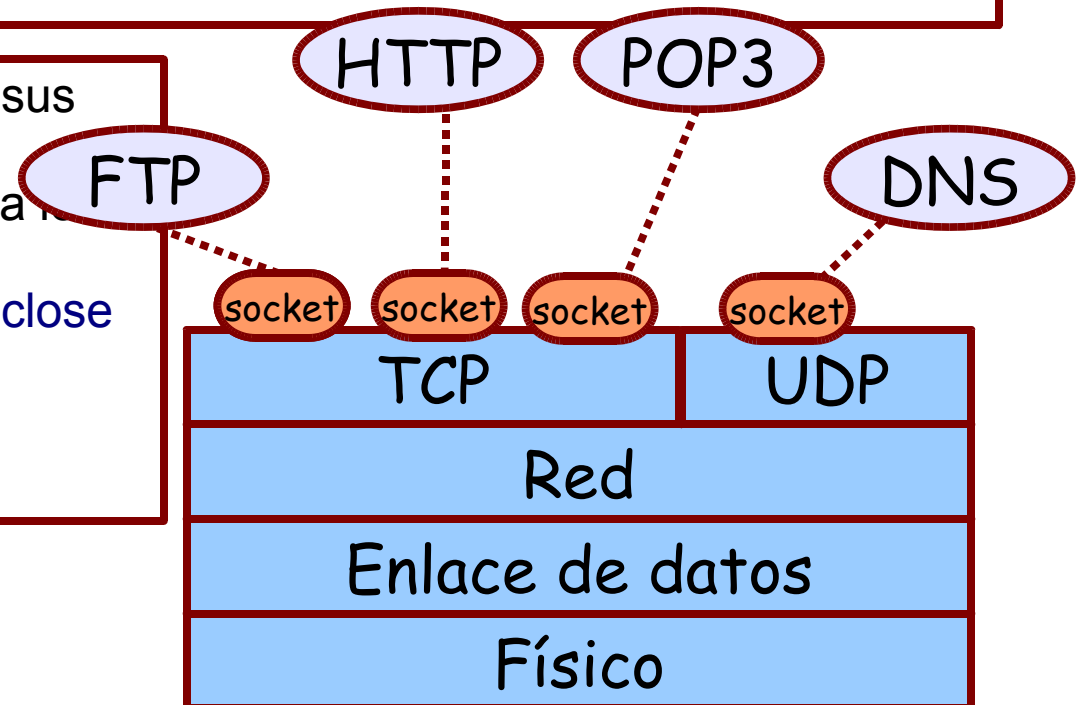 HTTP POP3
sus
FTP DNS
a
close
socket socket socket socket
TCP UDP
Red
Enlace de datos
Físico